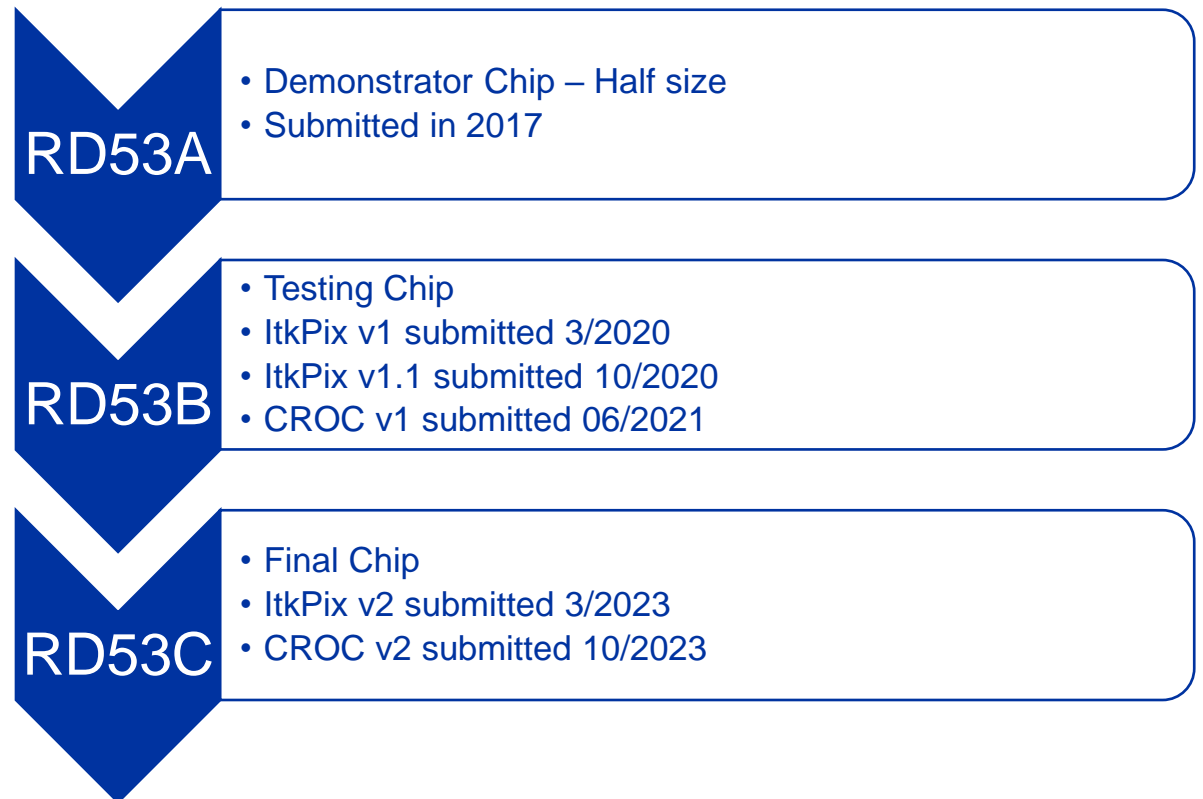 RD53A
• Demonstrator Chip – Half size
• Submitted in 2017
RD53B
• Testing Chip
• ItkPix v1 submitted 3/2020
• ItkPix v1.1 submitted 10/2020
• CROC v1 submitted 06/2021
RD53C
• Final Chip
• ItkPix v2 submitted 3/2023
• CROC v2 submitted 10/2023